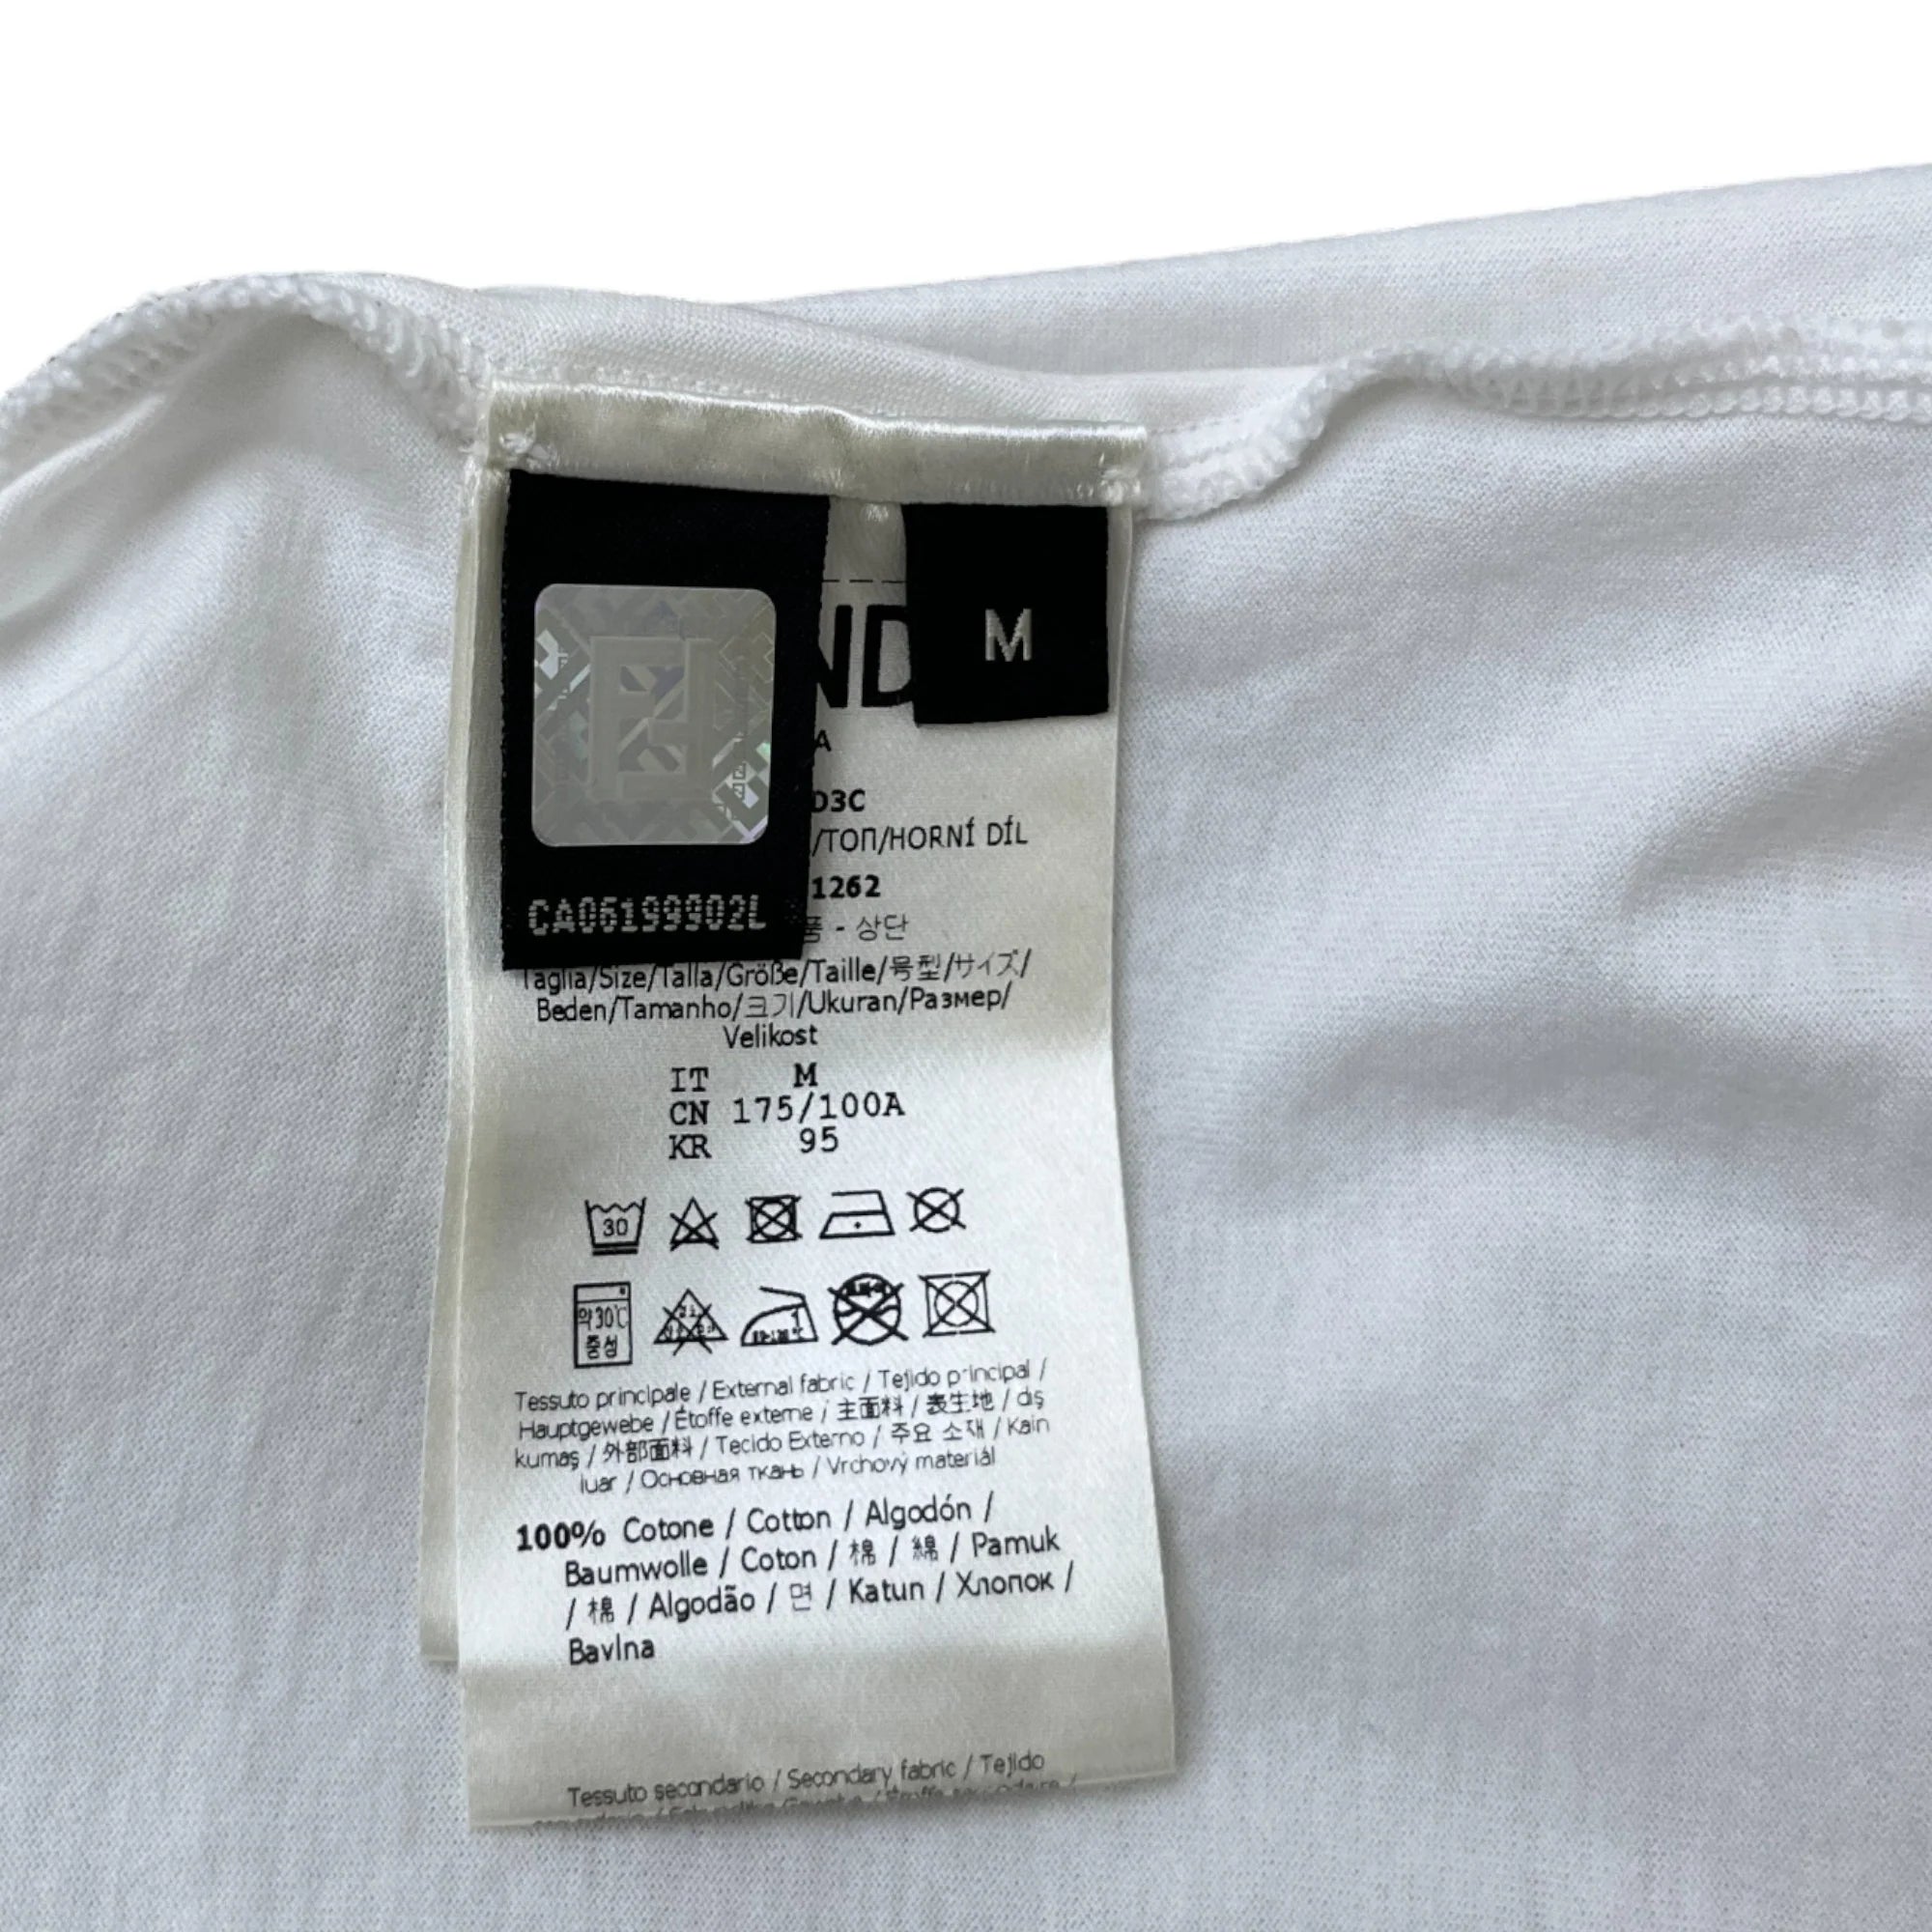 M
ND
A
D3C
/ТОП/HORNÍ DÍL
1262
CA06199902L
품 - 상단
Taglia/Size/Talla/Größe/Taille/号型/サイズ/
Beden/Tamanho/크기/Ukuran/Размер/
Velikost
IT M
CN 175/100A
KR 95
30
약30℃
중성
Tessuto principale / External fabric / Tejido principal /
Hauptgewebe / Étoffe externe / 主面料 / 表生地 / dış
kumaş / 外部面料 / Tecido Externo / 주요 소재 / Kain
luar / Основная ткань / Vrchový materiál
100% Cotone / Cotton / Algodón /
Baumwolle / Coton / 棉 / 綿 / Pamuk
/ 棉 / Algodão / 면 / Katun / Хлопок /
Bavlna
Tessuto secondario / Secondary fabric / Tejido